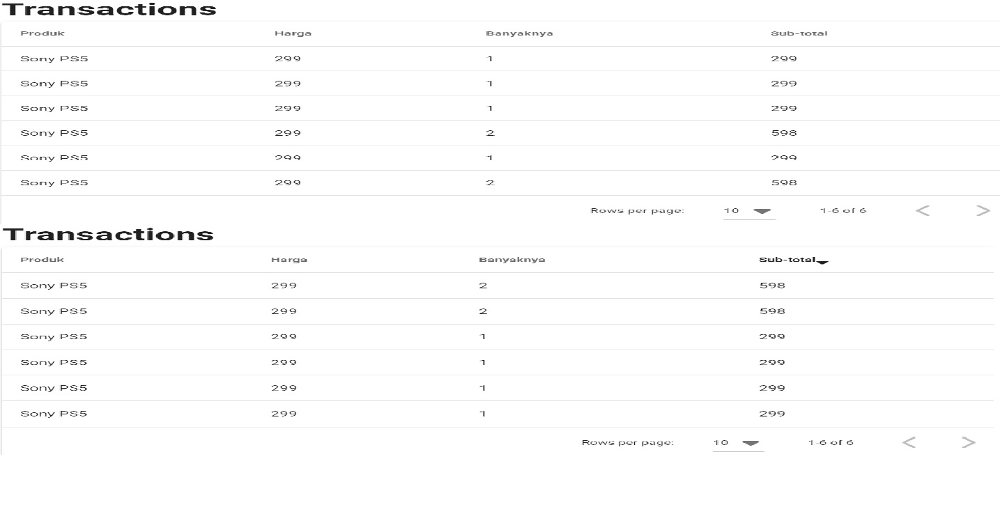 Transactions
Produk Harga Banyaknya Sub-total
Sony PS5 299 1 299
Sony PS5 299 1 299
Sony PS5 299 1 299
Sony PS5 299 2 598
Sony PS5 299 1 299
Sony PS5 299 2 598
Rows per page: 10 1-6 of 6
Transactions
Produk Harga Banyaknya Sub-total
Sony PS5 299 2 598
Sony PS5 299 2 598
Sony PS5 299 1 299
Sony PS5 299 1 299
Sony PS5 299 1 299
Sony PS5 299 1 299
Rows per page: 10 1-6 of 6